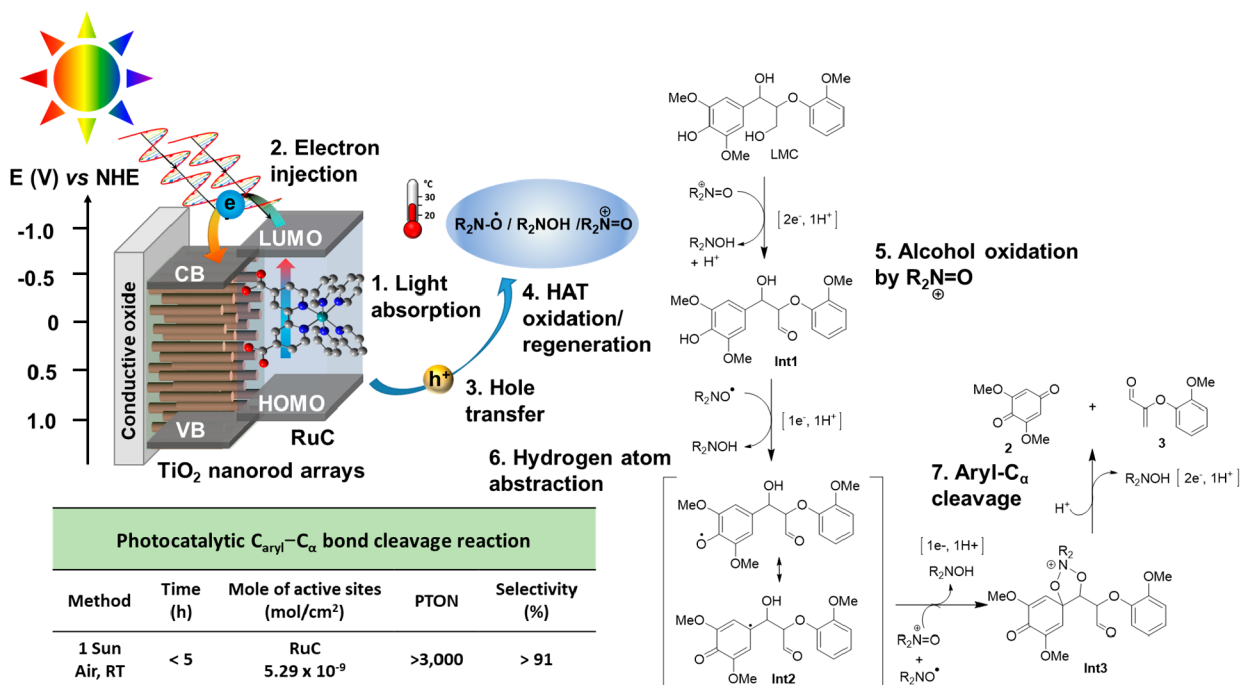 2. Electron
injection
E (V) vs NHE
-1.0
-0.5
0
0.5
1.0
Conductive oxide
e
CB
LUMO
VB
HOMO
RuC
TiO₂ nanorod arrays
°C
30
20
R₂N-Ȯ / R₂NOH /R₂N⊕=O
1. Light
absorption
4. HAT
oxidation/
regeneration
h⁺
3. Hole
transfer
OH
OMe
MeO
O
HO
HO
OMe
LMC
R₂N⊕=O
[2e⁻, 1H⁺]
R₂NOH
+ H⁺
5. Alcohol oxidation
by R₂N=O
⊕
OH
OMe
MeO
O
HO
O
OMe
Int1
R₂NO•
[1e⁻, 1H⁺]
R₂NOH
6. Hydrogen atom
abstraction
OH
OMe
MeO
O
O
O
OMe
OH
OMe
MeO
O
O
O
OMe
Int2
[1e-, 1H+]
R₂NOH
R₂N⊕=O
+
R₂NO•
R₂
N
⊕
O
O
OMe
MeO
O
O
O
OMe
Int3
7. Aryl-Cα
cleavage
H⁺
R₂NOH [2e⁻, 1H⁺]
MeO
O
O
OMe
2
+
O
OMe
O
3
Photocatalytic Caryl−Cα bond cleavage reaction
Method
Time
(h)
Mole of active sites
(mol/cm²)
PTON
Selectivity
(%)
1 Sun
Air, RT
< 5
RuC
5.29 x 10⁻⁹
>3,000
> 91